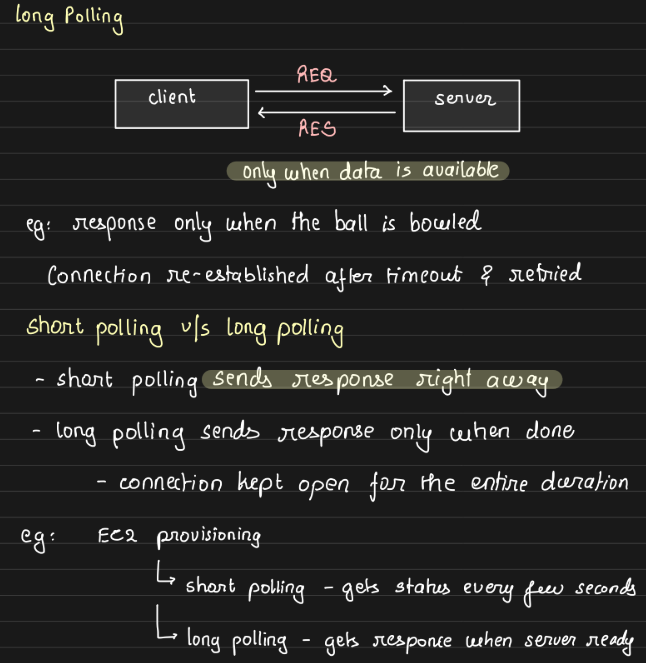 long Polling
REQ
client
server
RES
only when data is available
eg: response only when the ball is bowled
Connection re-established after timeout & retried
short polling v/s long polling
- short polling sends response right away
- long polling sends response only when done
- connection kept open for the entire duration
eg: EC2 provisioning
short polling - gets status every few seconds
long polling - gets responce when server ready